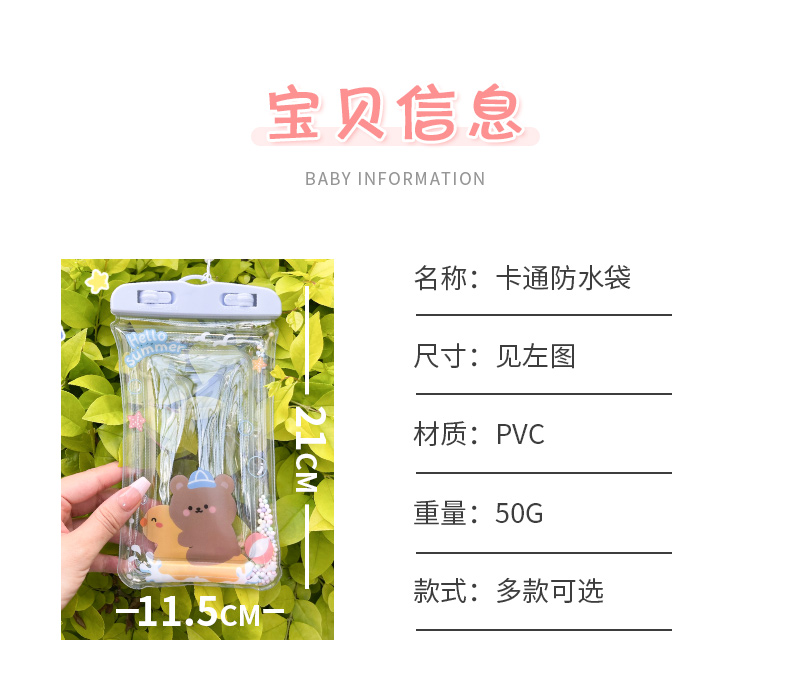 宝贝信息
BABY INFORMATION
Hello
summer
21CM
11.5CM
名称：卡通防水袋
尺寸：见左图
材质：PVC
重量：50G
款式：多款可选